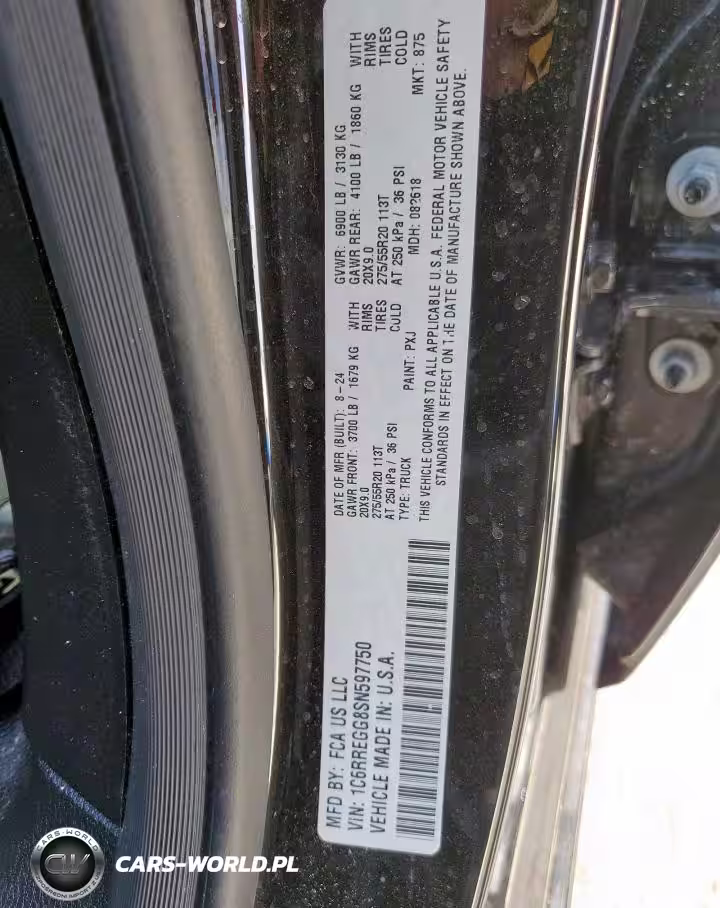 MFD BY: FCA US LLC
VIN: 1C6RREGG8SN597750
VEHICLE MADE IN: U.S.A.
DATE OF MFR (BUILT): 8-24 GVWR: 6900 LB / 3130 KG
GAWR FRONT: 3700 LB / 1679 KG WITH GAWR REAR: 4100 LB / 1860 KG WITH
20X9.0 RIMS 20X9.0 RIMS
275/55R20 113T TIRES 275/55R20 113T TIRES
AT 250 kPa / 36 PSI COLD AT 250 kPa / 36 PSI COLD
TYPE: TRUCK PAINT: PXJ MDH: MKT: 875
THIS VEHICLE CONFORMS TO ALL APPLICABLE U.S.A. FEDERAL MOTOR VEHICLE SAFETY
STANDARDS IN EFFECT ON THE DATE OF MANUFACTURE SHOWN ABOVE.
CARS-WORLD
CW
CARS-WORLD.PL